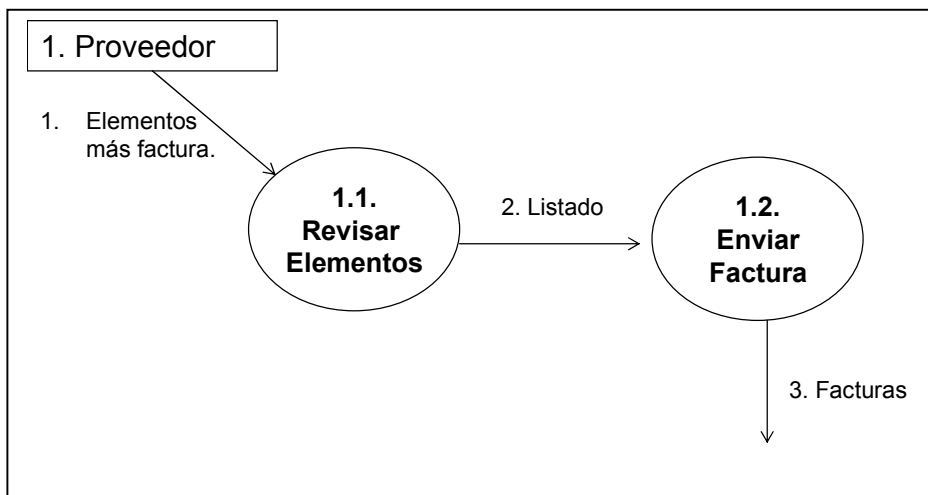 1. Proveedor
1. Elementos
más factura.
1.1.
Revisar
Elementos
2. Listado
1.2.
Enviar
Factura
3. Facturas